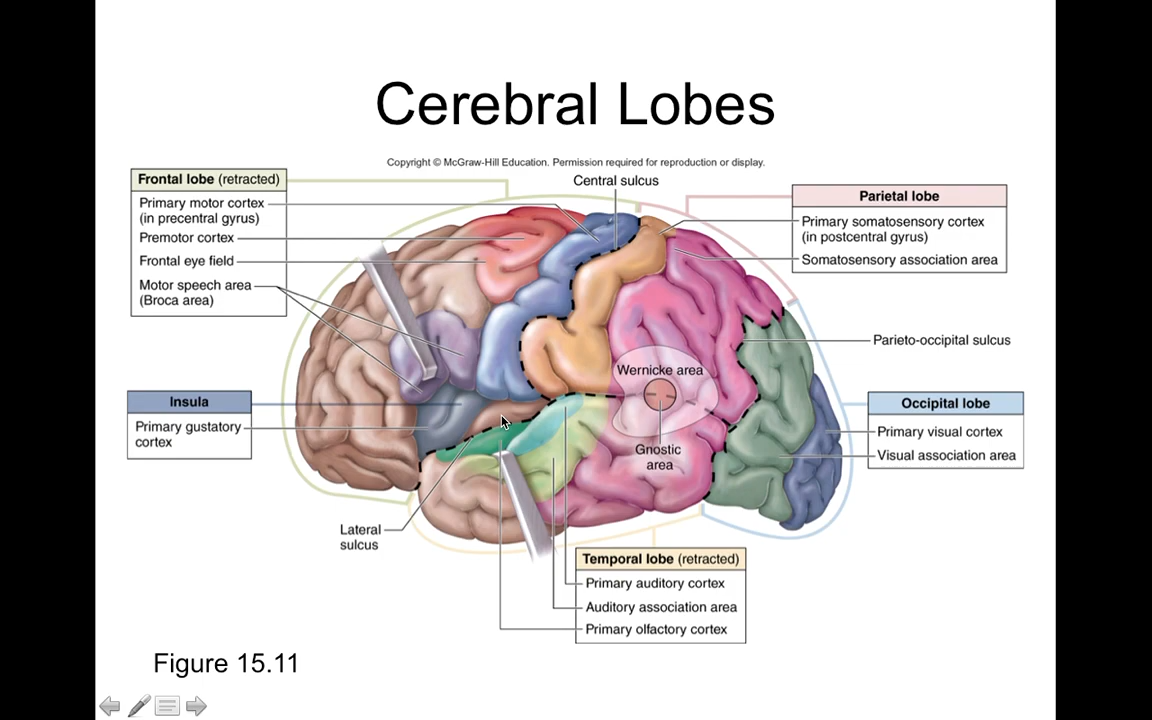 Cerebral Lobes
Copyright © McGraw-Hill Education. Permission required for reproduction or display.
Frontal lobe (retracted)
Primary motor cortex
(in precentral gyrus)
Premotor cortex
Frontal eye field
Motor speech area
(Broca area)
Insula
Primary gustatory
cortex
Lateral
sulcus
Central sulcus
Parietal lobe
Primary somatosensory cortex
(in postcentral gyrus)
Somatosensory association area
Parieto-occipital sulcus
Wernicke area
Gnostic
area
Occipital lobe
Primary visual cortex
Visual association area
Temporal lobe (retracted)
Primary auditory cortex
Auditory association area
Primary olfactory cortex
Figure 15.11